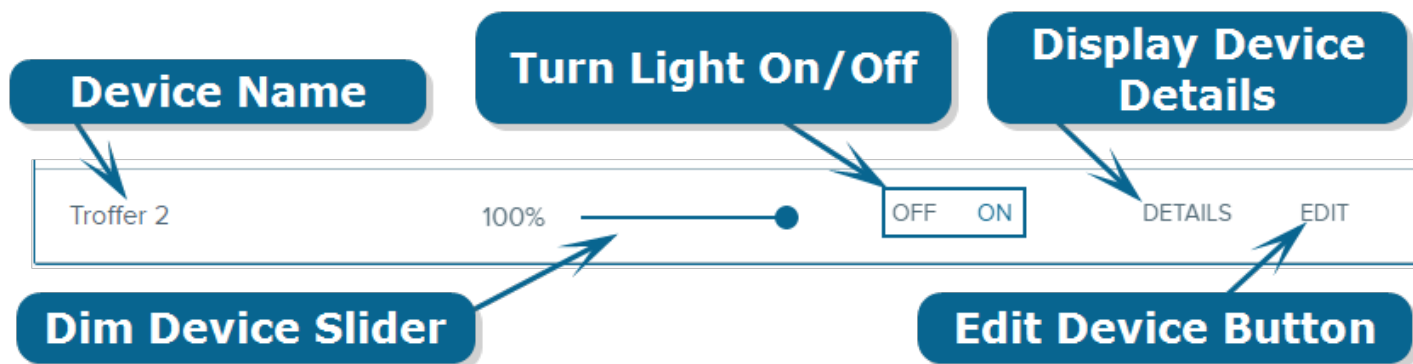 Device Name
Turn Light On/Off
Display Device
Details
Troffer 2
100%
OFF ON
DETAILS
EDIT
Dim Device Slider
Edit Device Button